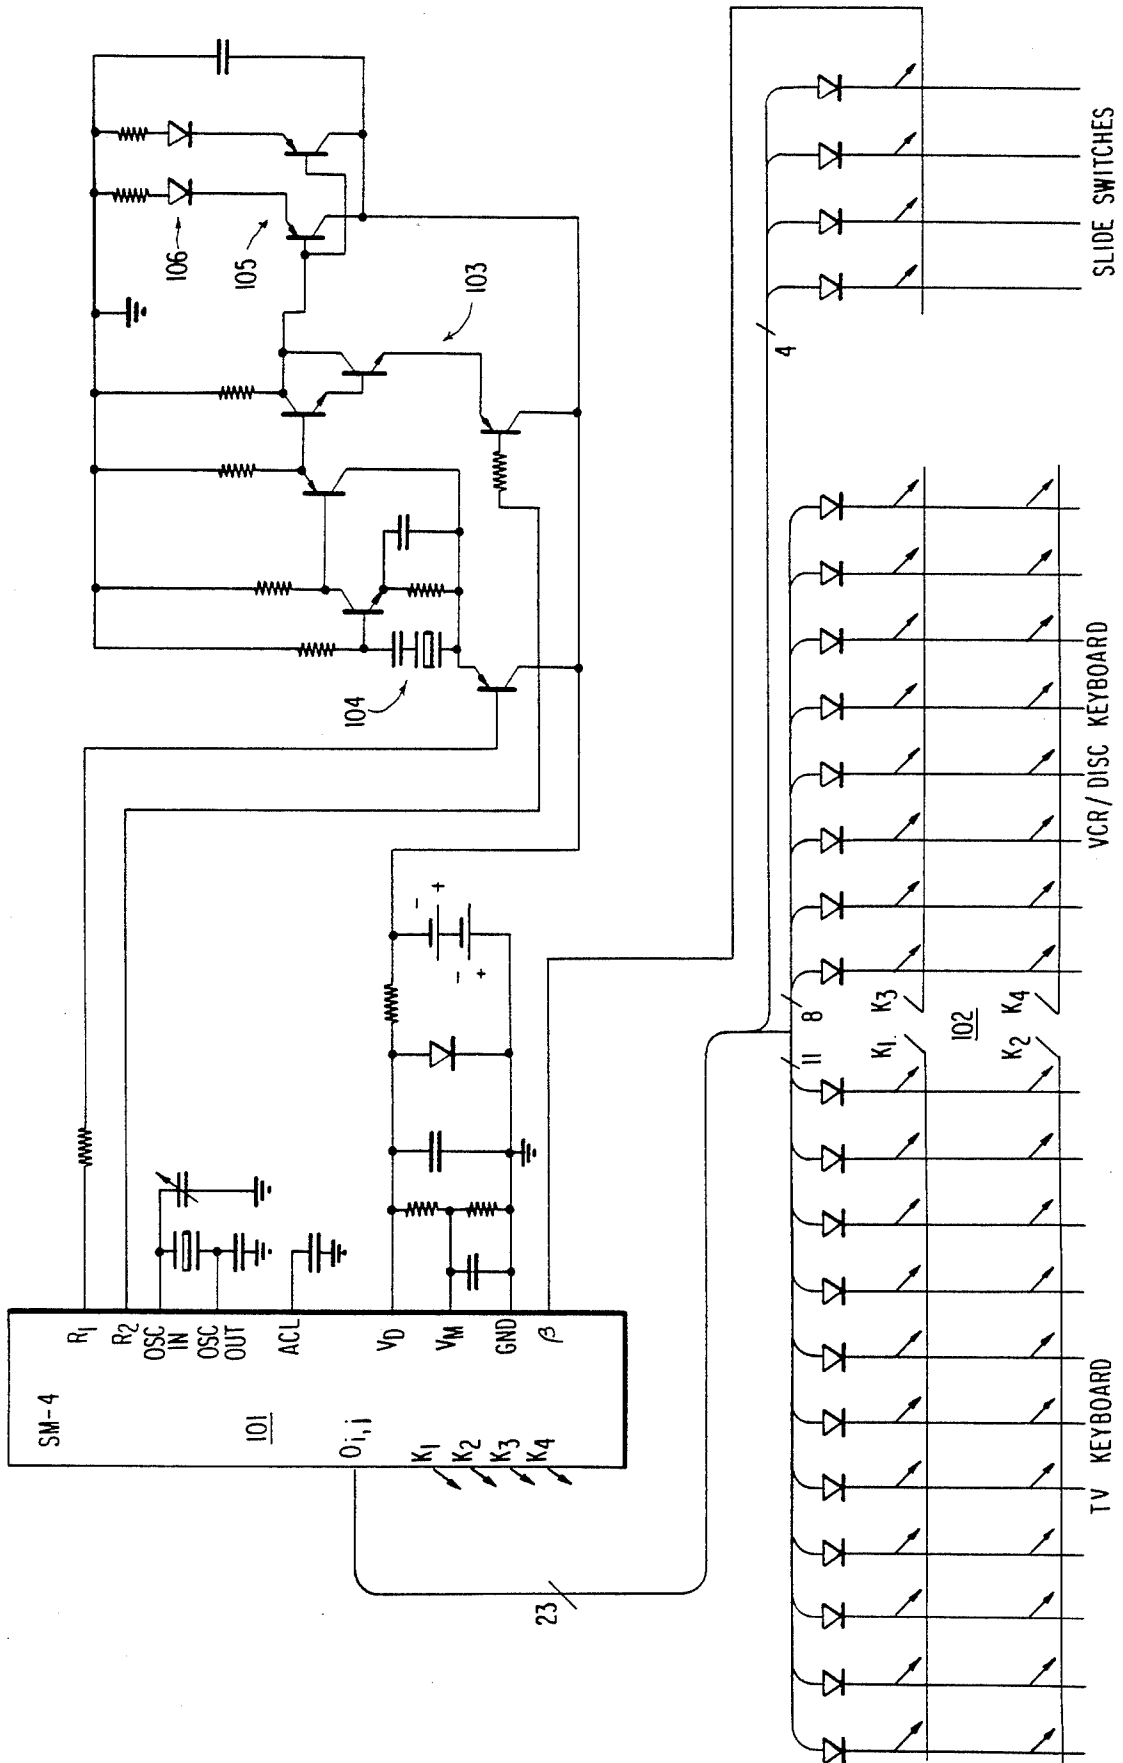 SM-4
101
O i,j
K1
K2
K3
K4
R1
R2
OSC
IN
OSC
OUT
ACL
VD
VM
GND
β
23
104
103
105
106
-
+
-
+
4
11
8
K1
K3
102
K2
K4
TV KEYBOARD
VCR/DISC KEYBOARD
SLIDE SWITCHES